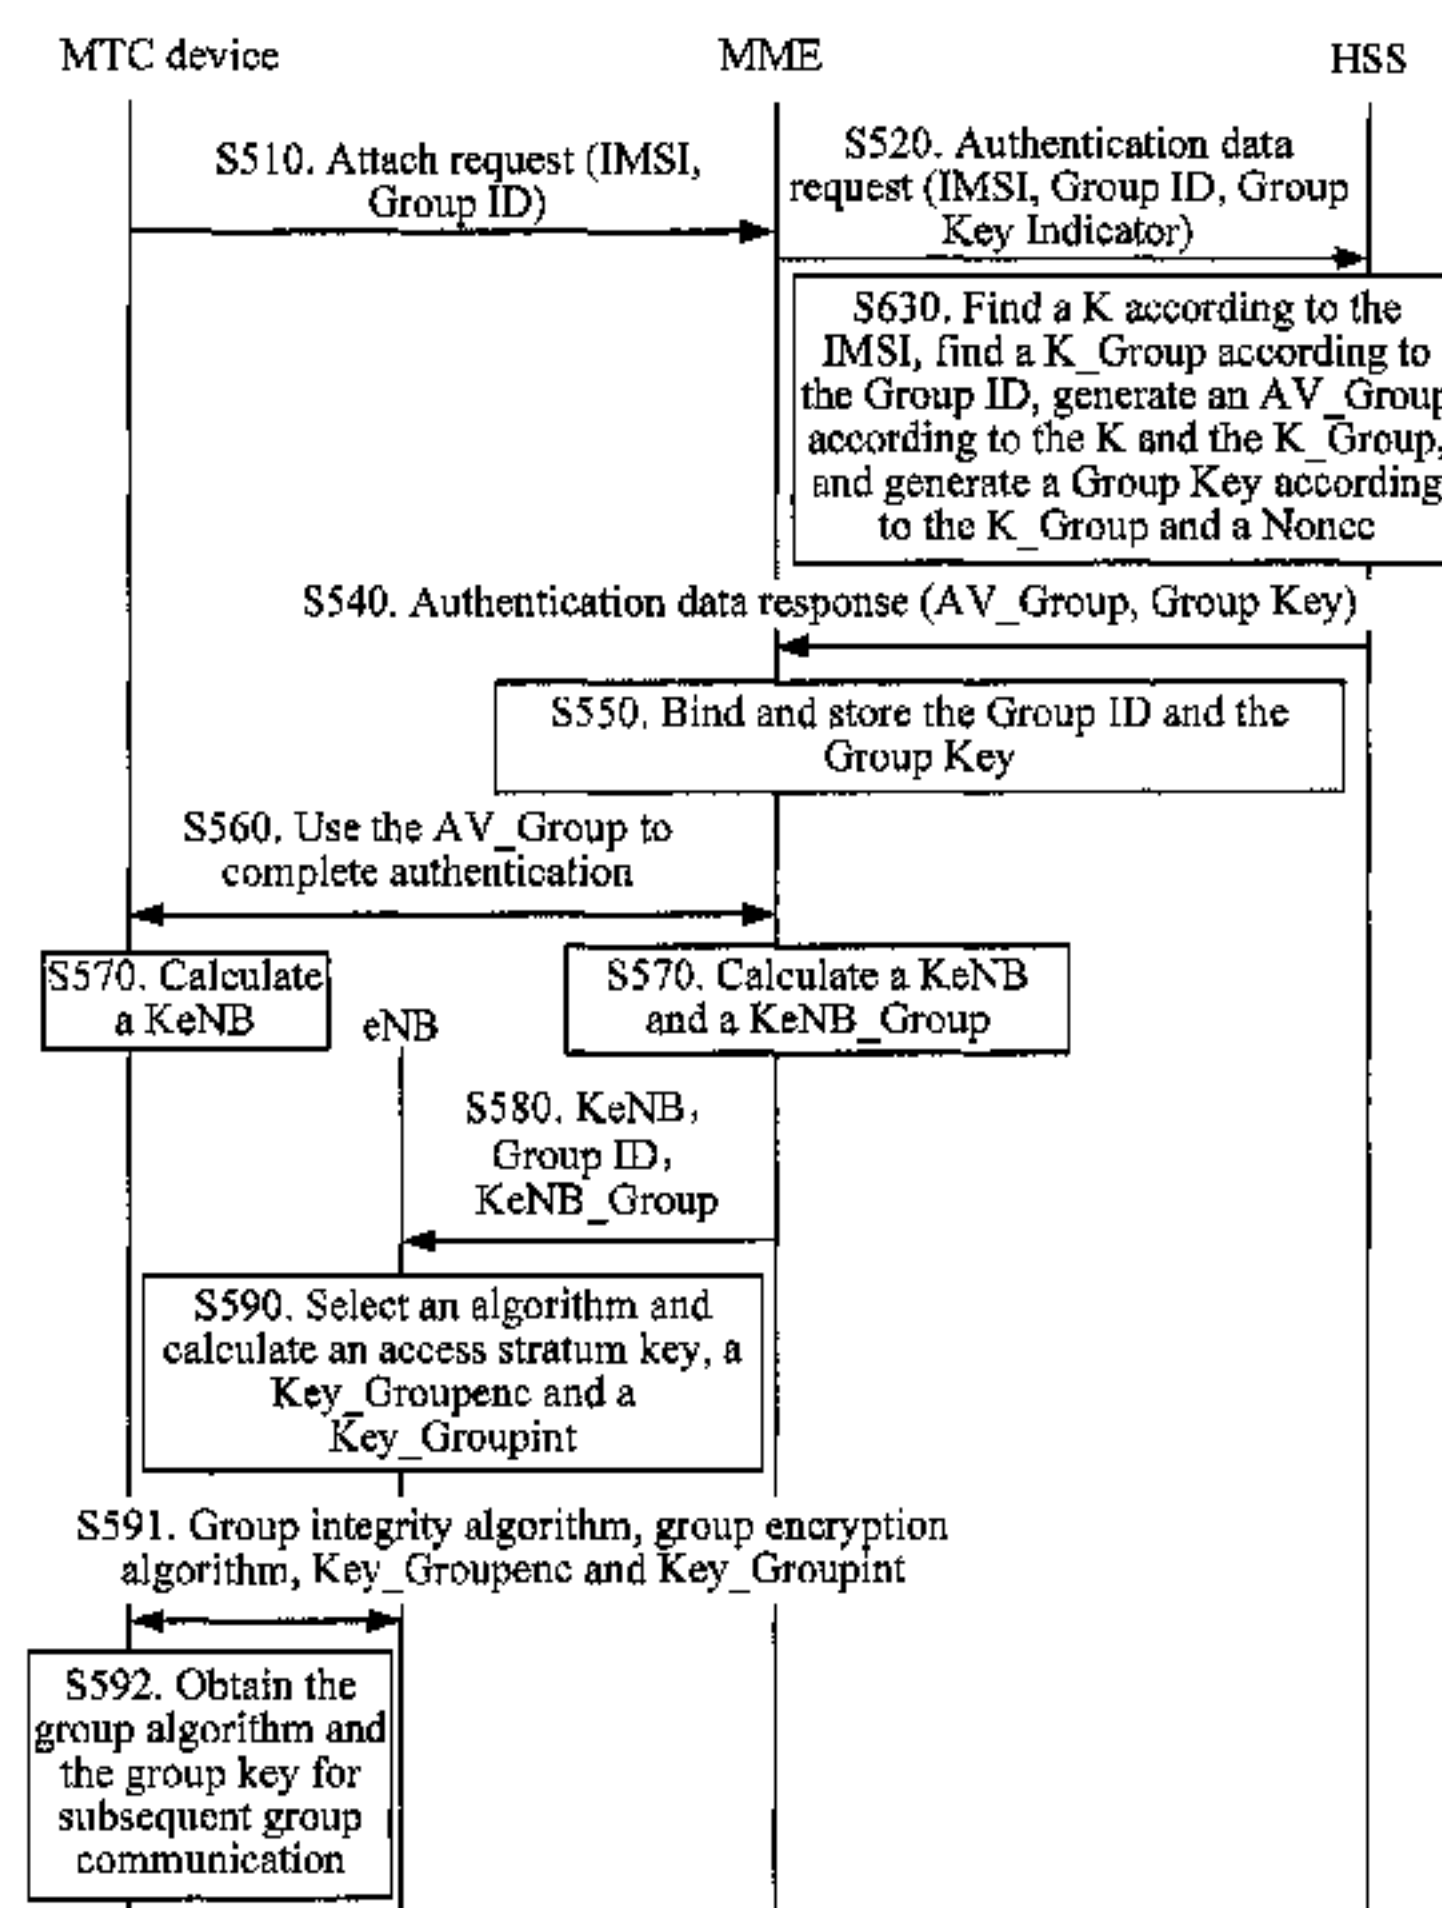 MTC device
MME
HSS
S510. Attach request (IMSI,
Group ID)
S520. Authentication data
request (IMSI, Group ID, Group
Key Indicator)
S630. Find a K according to the
IMSI, find a K_Group according to
the Group ID, generate an AV_Group
according to the K and the K_Group,
and generate a Group Key according
to the K_Group and a Nonce
S540. Authentication data response (AV_Group, Group Key)
S550. Bind and store the Group ID and the
Group Key
S560. Use the AV_Group to
complete authentication
S570. Calculate
a KeNB
eNB
S570. Calculate a KeNB
and a KeNB_Group
S580. KeNB,
Group ID,
KeNB_Group
S590. Select an algorithm and
calculate an access stratum key, a
Key_Groupenc and a
Key_Groupint
S591. Group integrity algorithm, group encryption
algorithm, Key_Groupenc and Key_Groupint
S592. Obtain the
group algorithm and
the group key for
subsequent group
communication